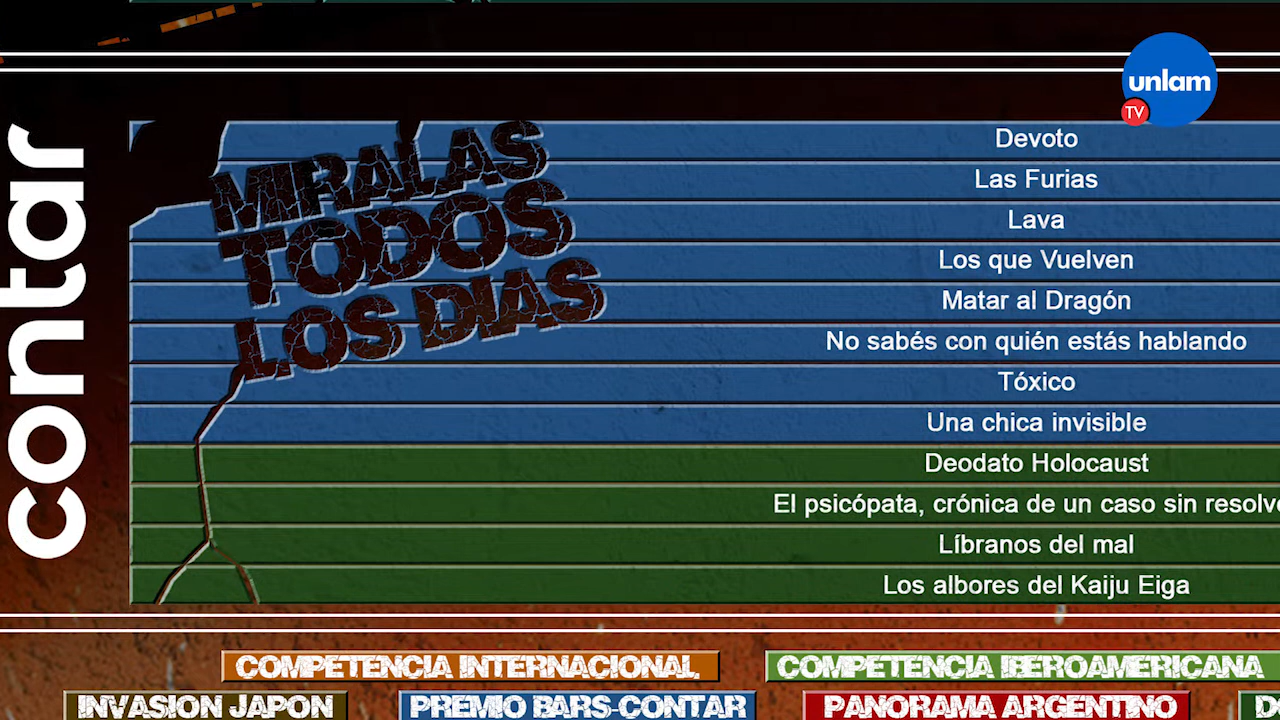 unlam
TV
contar
MIRALAS
TODOS
LOS DIAS
Devoto
Las Furias
Lava
Los que Vuelven
Matar al Dragón
No sabés con quién estás hablando
Tóxico
Una chica invisible
Deodato Holocaust
El psicópata, crónica de un caso sin resolve
Líbranos del mal
Los albores del Kaiju Eiga
COMPETENCIA INTERNACIONAL
COMPETENCIA IBEROAMERICANA
INVASION JAPON
PREMIO BARS-CONTAR
PANORAMA ARGENTINO